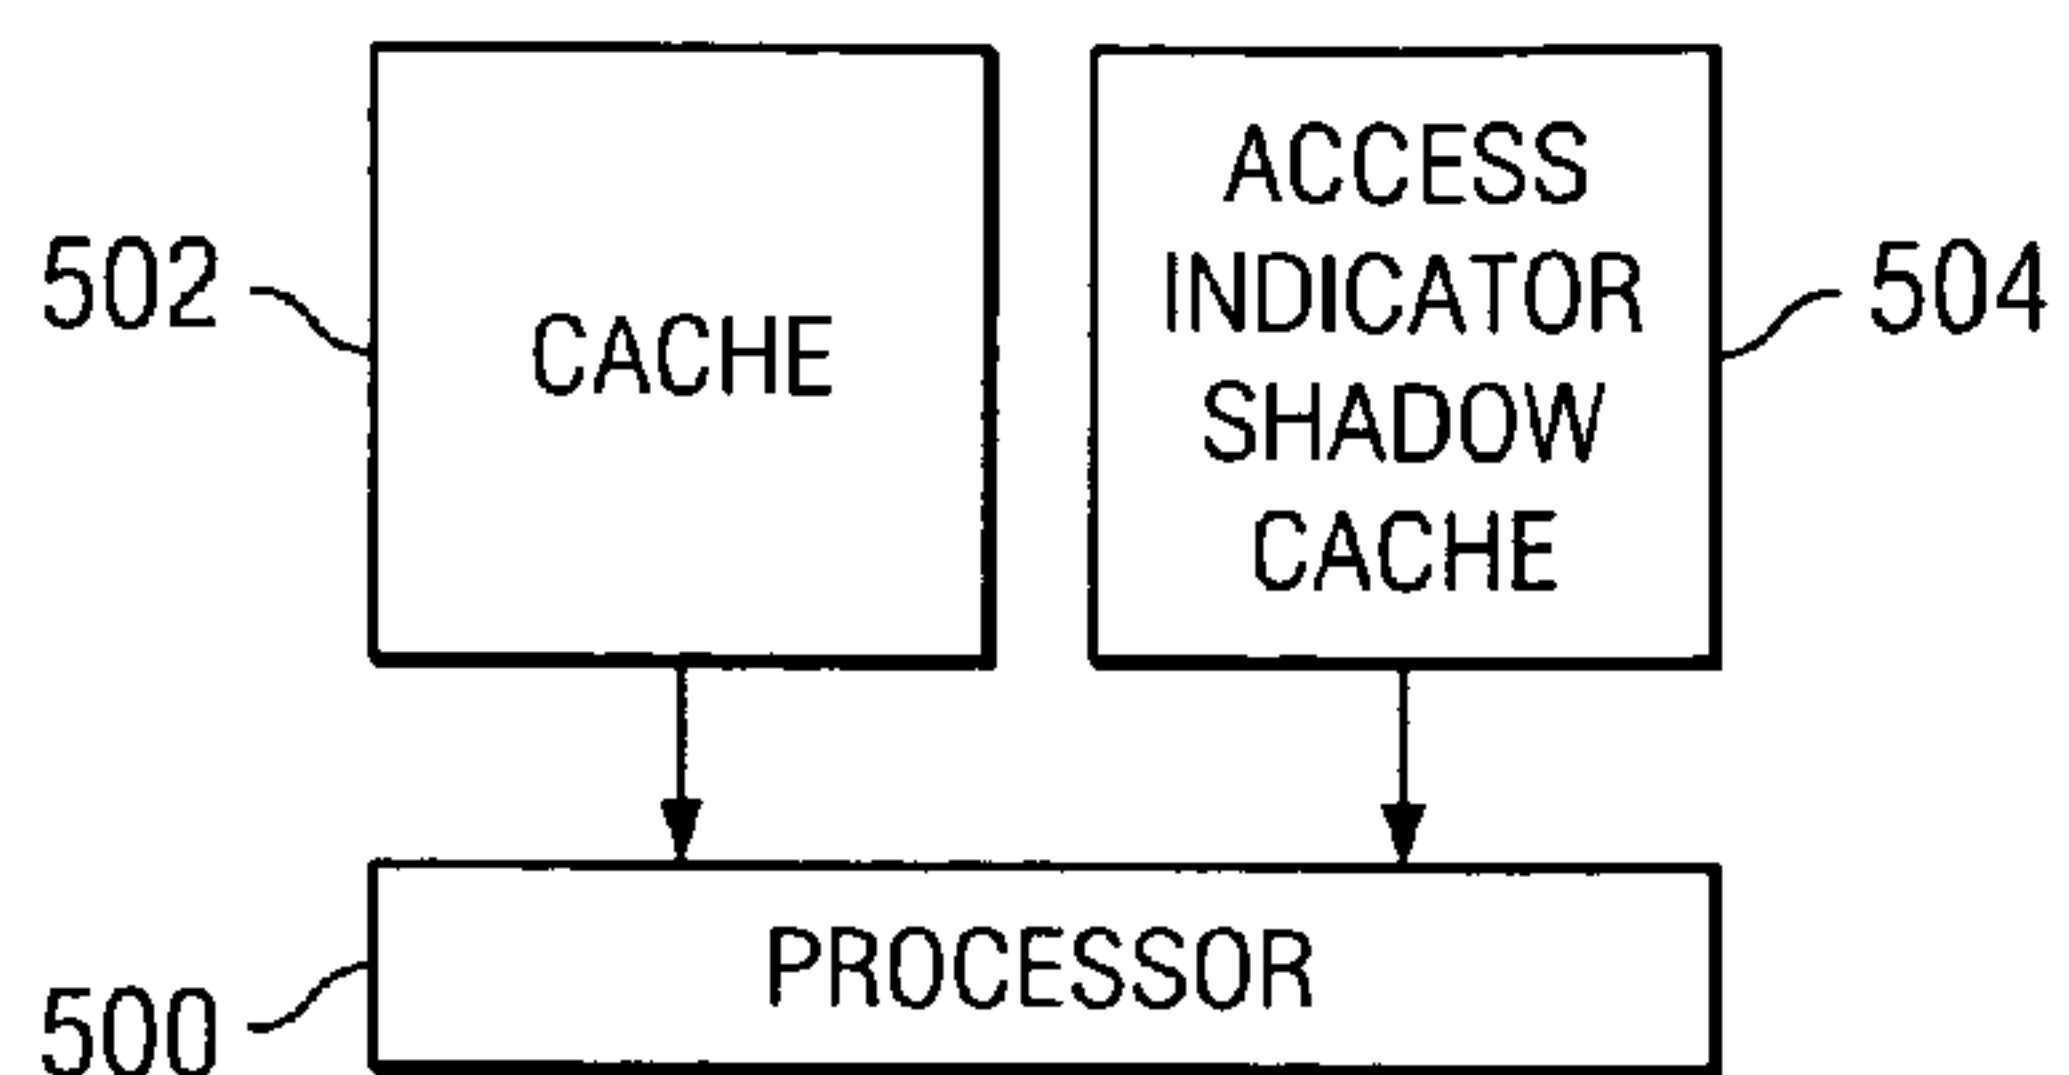 ACCESS
INDICATOR
SHADOW
CACHE
502
CACHE
504
PROCESSOR
500